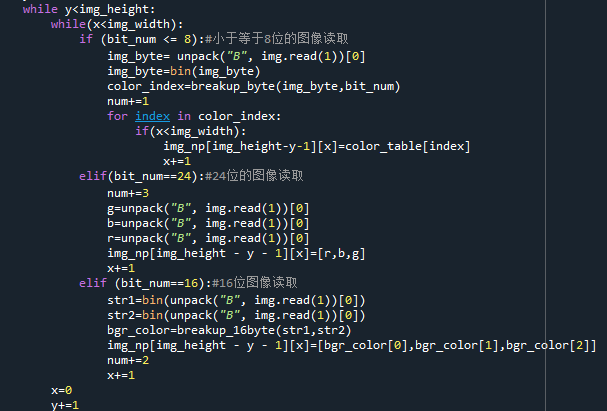 while y<img_height:
    while(x<img_width):
        if (bit_num <= 8):#小于等于8位的图像读取
            img_byte= unpack("B", img.read(1))[0]
            img_byte=bin(img_byte)
            color_index=breakup_byte(img_byte,bit_num)
            num+=1
            for index in color_index:
                if(x<img_width):
                    img_np[img_height-y-1][x]=color_table[index]
                    x+=1
        elif(bit_num==24):#24位的图像读取
            num+=3
            g=unpack("B", img.read(1))[0]
            b=unpack("B", img.read(1))[0]
            r=unpack("B", img.read(1))[0]
            img_np[img_height - y - 1][x]=[r,b,g]
            x+=1
        elif (bit_num==16):#16位图像读取
            str1=bin(unpack("B", img.read(1))[0])
            str2=bin(unpack("B", img.read(1))[0])
            bgr_color=breakup_16byte(str1,str2)
            img_np[img_height - y - 1][x]=[bgr_color[0],bgr_color[1],bgr_color[2]]
            num+=2
            x+=1
    x=0
    y+=1